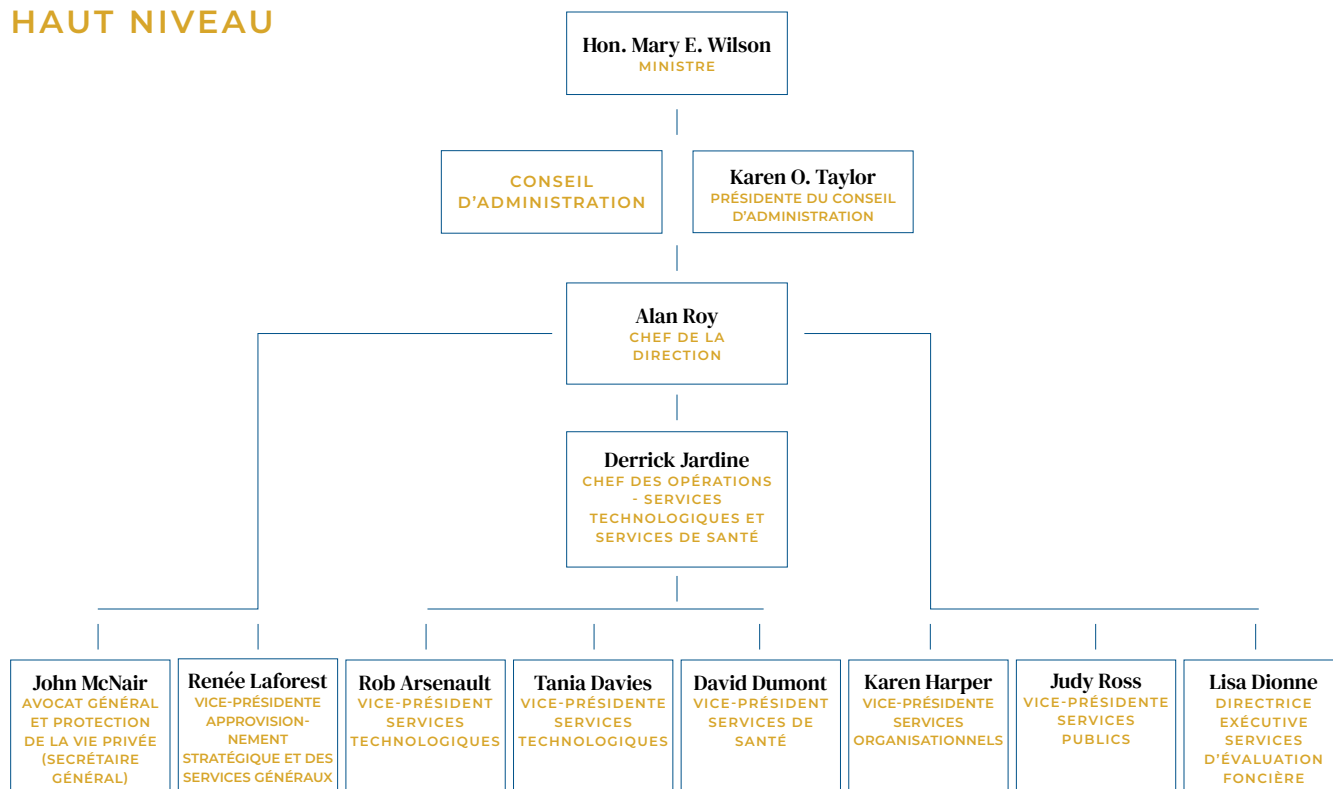 HAUT NIVEAU
Hon. Mary E. Wilson
MINISTRE
CONSEIL
D'ADMINISTRATION
Karen O. Taylor
PRÉSIDENTE DU CONSEIL
D'ADMINISTRATION
Alan Roy
CHEF DE LA
DIRECTION
Derrick Jardine
CHEF DES OPÉRATIONS
- SERVICES
TECHNOLOGIQUES ET
SERVICES DE SANTÉ
John McNair
AVOCAT GÉNÉRAL
ET PROTECTION
DE LA VIE PRIVÉE
(SECRÉTAIRE
GÉNÉRAL)
Renée Laforest
VICE-PRÉSIDENTE
APPROVISION-
NEMENT
STRATÉGIQUE ET DES
SERVICES GÉNÉRAUX
Rob Arsenault
VICE-PRÉSIDENT
SERVICES
TECHNOLOGIQUES
Tania Davies
VICE-PRÉSIDENTE
SERVICES
TECHNOLOGIQUES
David Dumont
VICE-PRÉSIDENT
SERVICES DE
SANTÉ
Karen Harper
VICE-PRÉSIDENTE
SERVICES
ORGANISATIONNELS
Judy Ross
VICE-PRÉSIDENTE
SERVICES
PUBLICS
Lisa Dionne
DIRECTRICE
EXÉCUTIVE
SERVICES
D'ÉVALUATION
FONCIÈRE